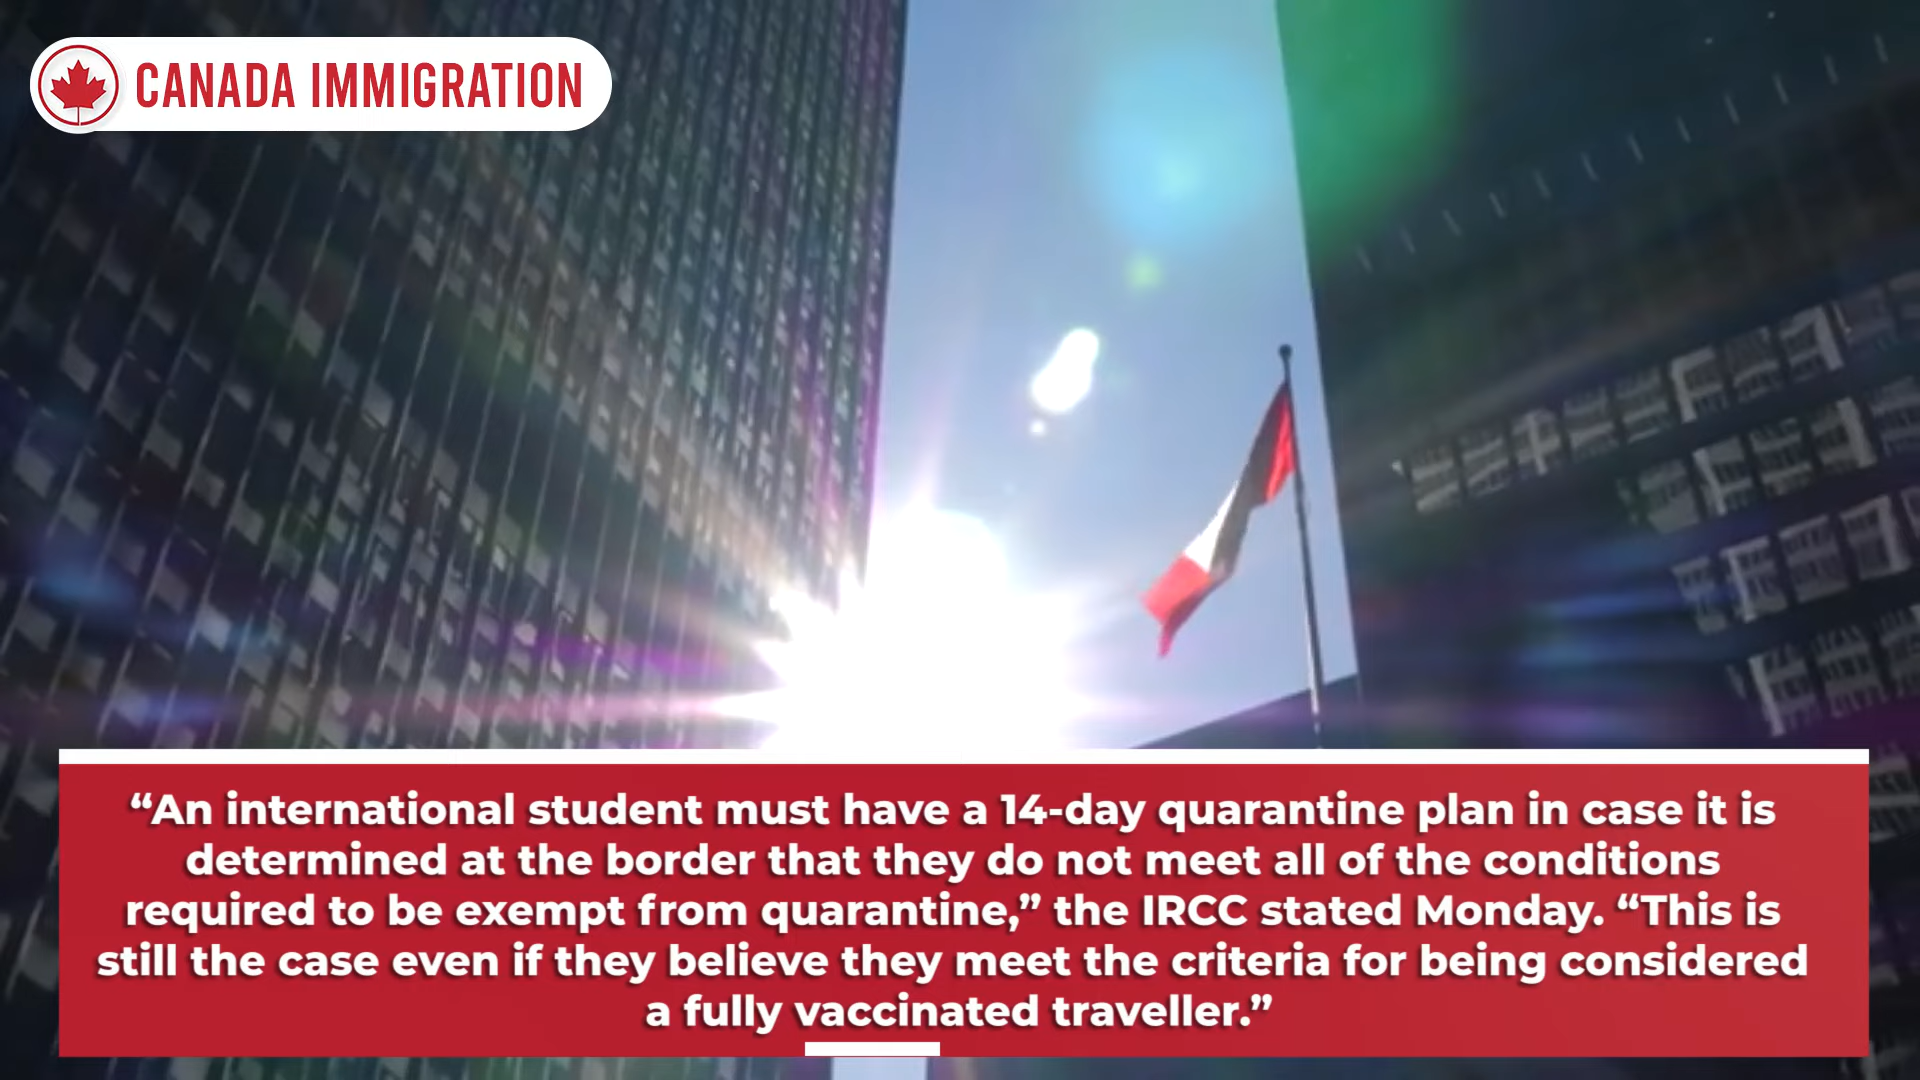 CANADA IMMIGRATION
“An international student must have a 14-day quarantine plan in case it is
determined at the border that they do not meet all of the conditions
required to be exempt from quarantine,” the IRCC stated Monday. “This is
still the case even if they believe they meet the criteria for being considered
a fully vaccinated traveller.”